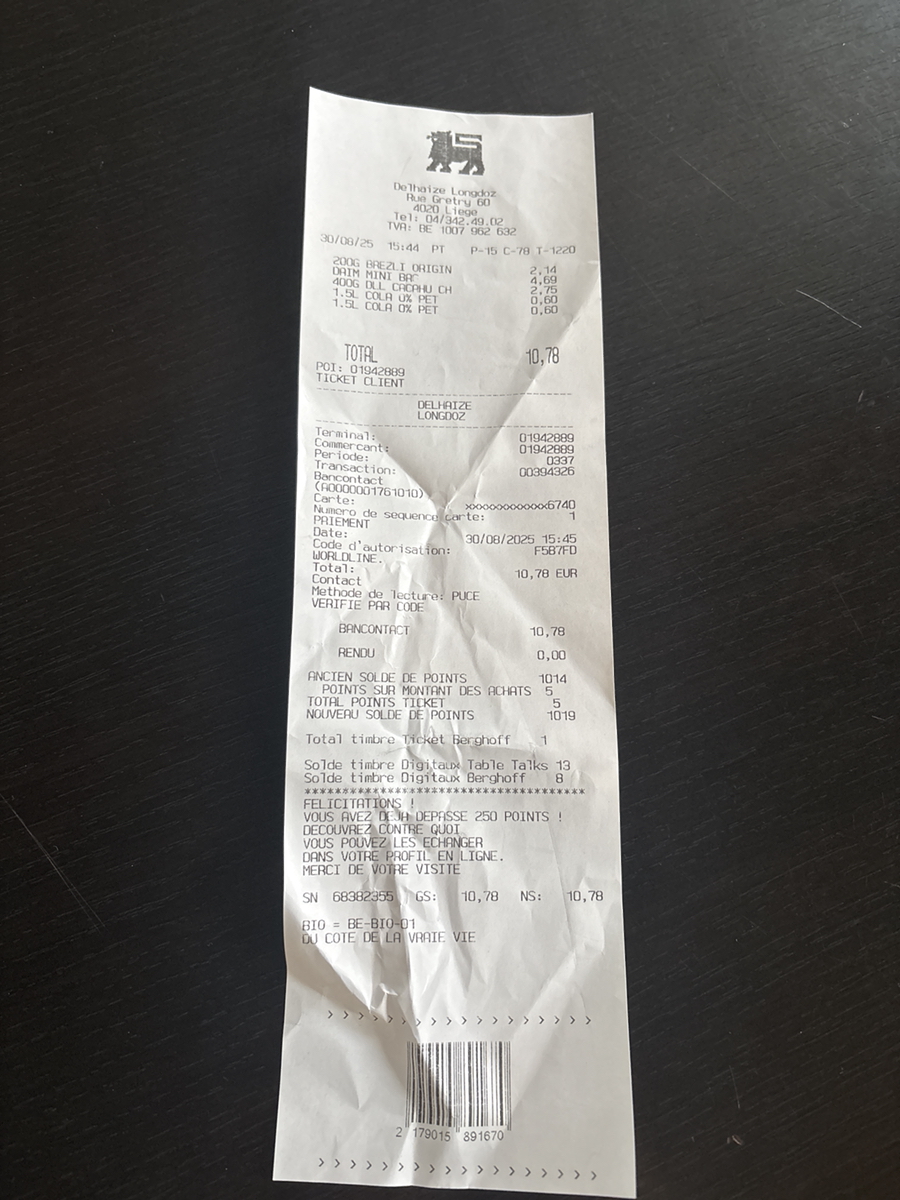 Delhaize Longdoz
Rue Gretry 60
4020 Liege
Tel: 04/342.49.02
TVA: BE 1007 962 632
30/08/25 15:44 PT P-15 C-78 T-1220
200G BREZLI ORIGIN 2,14
DAIM MINI BAR 4,69
400G DLL CACAHU CH 2,75
1.5L COLA 0% PET 0,60
1.5L COLA 0% PET 0,60
TOTAL 10,78
POI: 01942889
TICKET CLIENT
DELHAIZE
LONGDOZ
Terminal: 01942889
Commercant: 01942889
Periode: 0337
Transaction: 00394326
Bancontact
(A0000001761010)
Carte: xxxxxxxxxxxxx6740
Numero de sequence carte: 1
PAIEMENT
Date: 30/08/2025 15:45
Code d'autorisation: F5B7FD
WORLDLINE.
Total: 10,78 EUR
Contact
Methode de lecture: PUCE
VERIFIE PAR CODE
BANCONTACT 10,78
RENDU 0,00
ANCIEN SOLDE DE POINTS 1014
POINTS SUR MONTANT DES ACHATS 5
TOTAL POINTS TICKET 5
NOUVEAU SOLDE DE POINTS 1019
Total timbre Ticket Berghoff 1
Solde timbre Digitaux Table Talks 13
Solde timbre Digitaux Berghoff 8
****************************************
FELICITATIONS !
VOUS AVEZ DEJA DEPASSE 250 POINTS !
DECOUVREZ CONTRE QUOI
VOUS POUVEZ LES ECHANGER
DANS VOTRE PROFIL EN LIGNE.
MERCI DE VOTRE VISITE
SN 68382355 GS: 10,78 NS: 10,78
BIO = BE-BIO-01
DU COTE DE LA VRAIE VIE
> > > > > > > > > > > > > > > > > >
2 179015 891670
> > > > > > > > > > > > > > > > > >